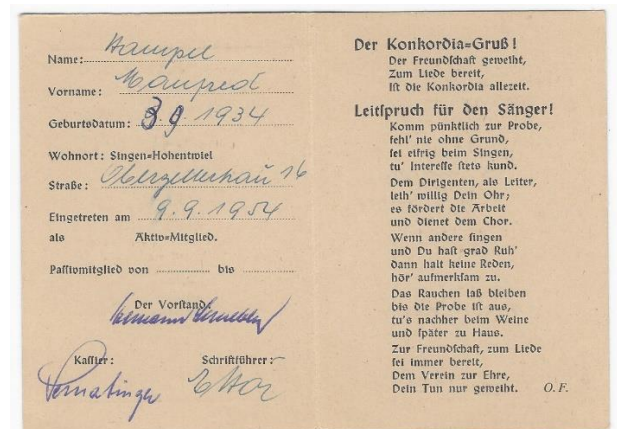 Name: Hampel
Vorname: Manfred
Geburtsdatum: 3 9. 1934
Wohnort: Singen=Hohentwiel
Straße: 16
Eingetreten am 9. 9. 1954
als Aktiv=Mitglied.
Passivmitglied von bis
Der Vorstand:
Kassier: Schriftführer:
Der Konkordia=Gruß!
Der Freundschaft geweiht,
Zum Liede bereit,
Ist die Konkordia allezeit.
Leitspruch für den Sänger!
Komm pünktlich zur Probe,
fehl' nie ohne Grund,
sei eifrig beim Singen,
tu' Interesse stets kund.
Dem Dirigenten, als Leiter,
leih' willig Dein Ohr;
es fördert die Arbeit
und dienet dem Chor.
Wenn andere singen
und Du hast grad Ruh'
dann halt keine Reden,
hör' aufmerksam zu.
Das Rauchen laß bleiben
bis die Probe ist aus,
tu's nachher beim Weine
und später zu Haus.
Zur Freundschaft, zum Liede
sei immer bereit,
Dem Verein zur Ehre,
Dein Tun nur geweiht. O. F.